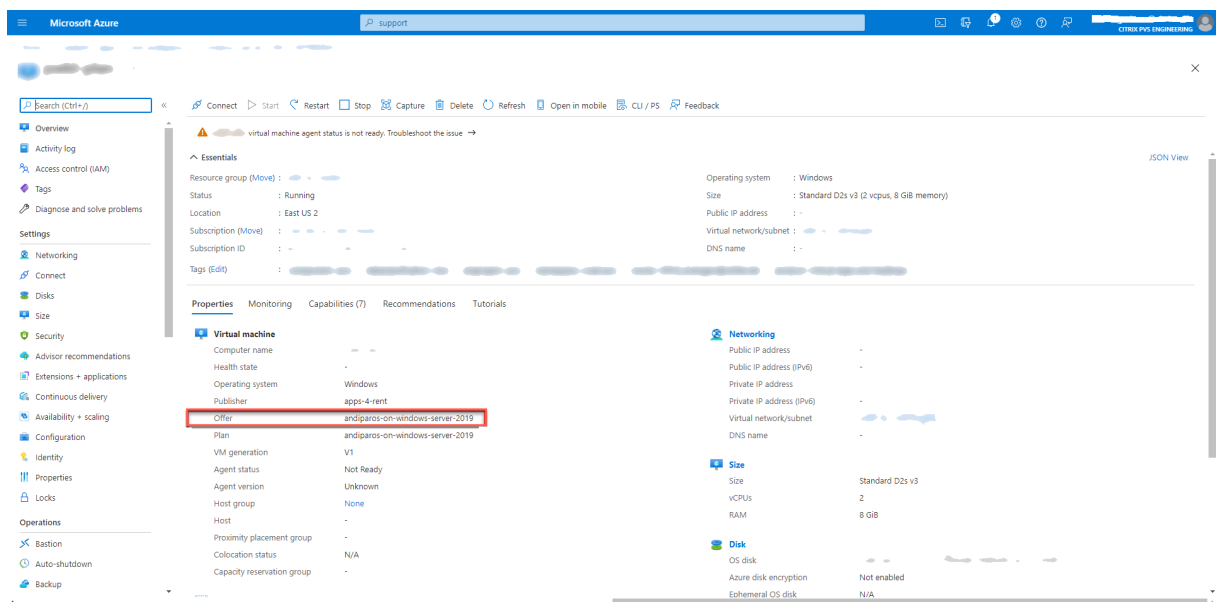 Microsoft Azure
support
1
CITRIX PVS ENGINEERING
Search (Ctrl+/)
Connect Start Restart Stop Capture Delete Refresh Open in mobile CLI / PS Feedback
virtual machine agent status is not ready. Troubleshoot the issue →
Essentials
JSON View
Resource group (Move) :
Status : Running
Location : East US 2
Subscription (Move) :
Subscription ID :
Tags (Edit) :
Operating system : Windows
Size : Standard D2s v3 (2 vcpus, 8 GiB memory)
Public IP address : -
Virtual network/subnet :
DNS name : -
Overview
Activity log
Access control (IAM)
Tags
Diagnose and solve problems
Settings
Networking
Connect
Disks
Size
Security
Advisor recommendations
Extensions + applications
Continuous delivery
Availability + scaling
Configuration
Identity
Properties
Locks
Operations
Bastion
Auto-shutdown
Backup
Properties Monitoring Capabilities (7) Recommendations Tutorials
Virtual machine
Computer name
Health state -
Operating system Windows
Publisher apps-4-rent
Offer andiparos-on-windows-server-2019
Plan andiparos-on-windows-server-2019
VM generation V1
Agent status Not Ready
Agent version Unknown
Host group None
Host -
Proximity placement group -
Colocation status N/A
Capacity reservation group -
Networking
Public IP address -
Public IP address (IPv6) -
Private IP address
Private IP address (IPv6) -
Virtual network/subnet
DNS name -
Size
Size Standard D2s v3
vCPUs 2
RAM 8 GiB
Disk
OS disk
Azure disk encryption Not enabled
Ephemeral OS disk N/A